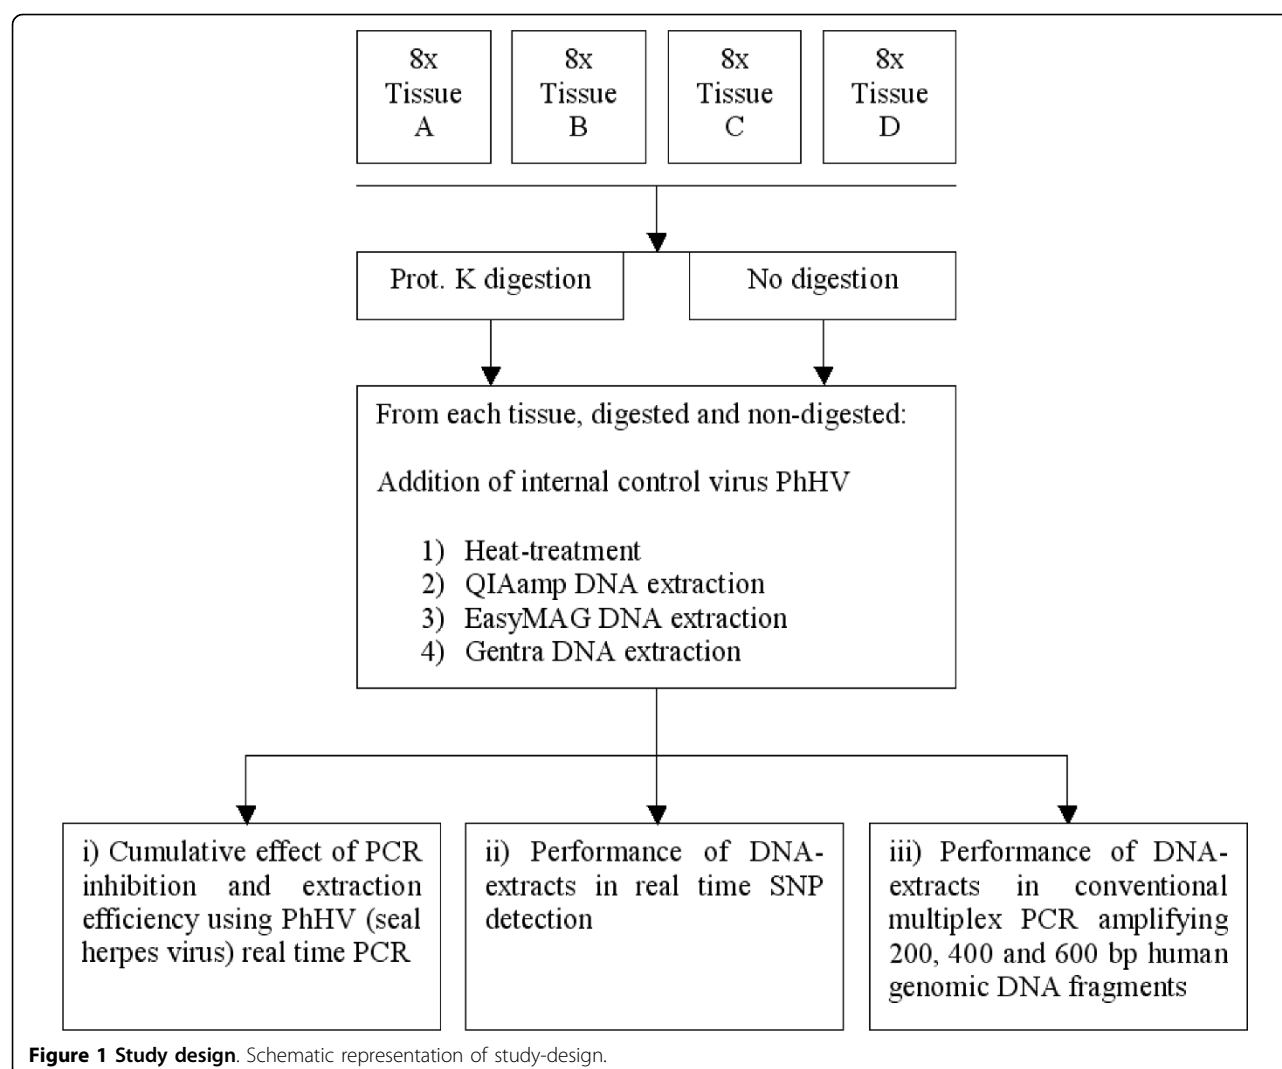 8x
Tissue
A
8x
Tissue
B
8x
Tissue
C
8x
Tissue
D
Prot. K digestion
No digestion
From each tissue, digested and non-digested:
Addition of internal control virus PhHV
1) Heat-treatment
2) QIAamp DNA extraction
3) EasyMAG DNA extraction
4) Gentra DNA extraction
i) Cumulative effect of PCR
inhibition and extraction
efficiency using PhHV (seal
herpes virus) real time PCR
ii) Performance of DNA-
extracts in real time SNP
detection
iii) Performance of DNA-
extracts in conventional
multiplex PCR amplifying
200, 400 and 600 bp human
genomic DNA fragments
Figure 1 Study design. Schematic representation of study-design.